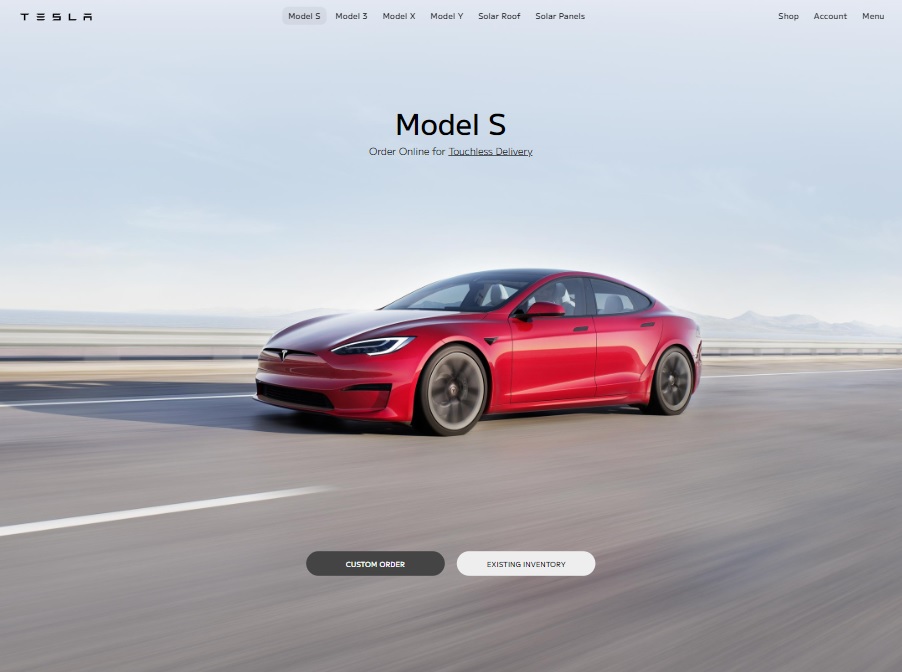 TESLA
Model S Model 3 Model X Model Y Solar Roof Solar Panels
Shop Account Menu
Model S
Order Online for Touchless Delivery
CUSTOM ORDER
EXISTING INVENTORY